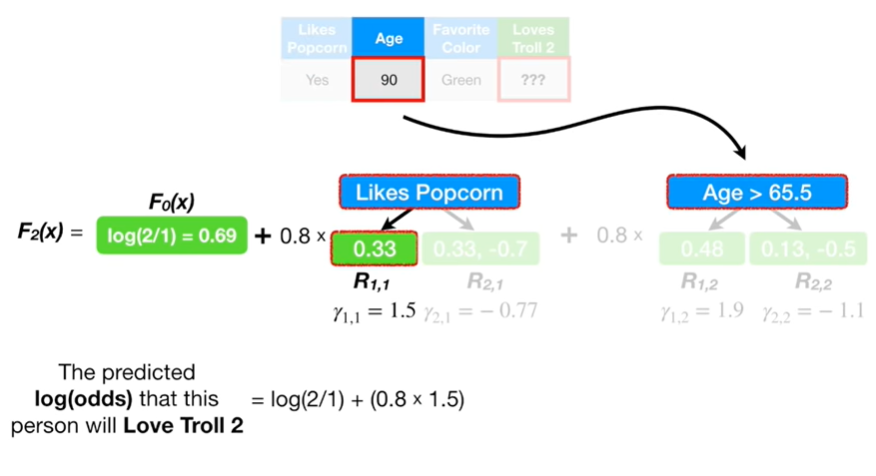 Likes Popcorn Age Favorite Color Loves Troll 2
Yes 90 Green ???
F₀(x)
Likes Popcorn Age > 65.5
F₂(x) = log(2/1) = 0.69 + 0.8 × 0.33 0.33, -0.7 + 0.8 × 0.48 0.13, -0.5
R₁,₁ R₂,₁ R₁,₂ R₂,₂
γ₁,₁ = 1.5 γ₂,₁ = - 0.77 γ₁,₂ = 1.9 γ₂,₂ = - 1.1
The predicted
log(odds) that this = log(2/1) + (0.8 × 1.5)
person will Love Troll 2